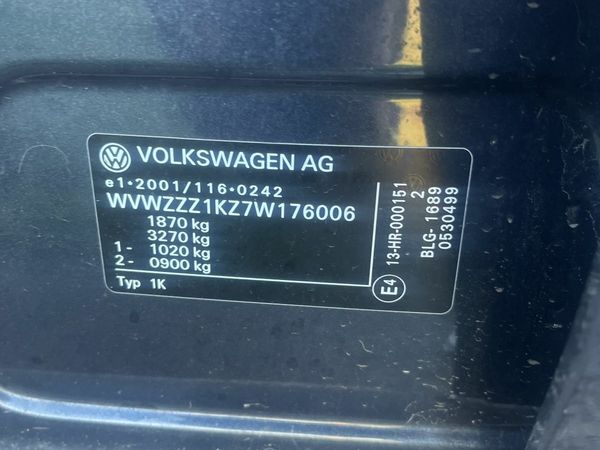 VOLKSWAGEN AG
e1*2001/116*0242
WVWZZZ1KZ7W176006
1870 kg
3270 kg
1- 1020 kg
2- 0900 kg
Typ 1K
E4
13-HR-000151
2
BLG- 1689
0530499